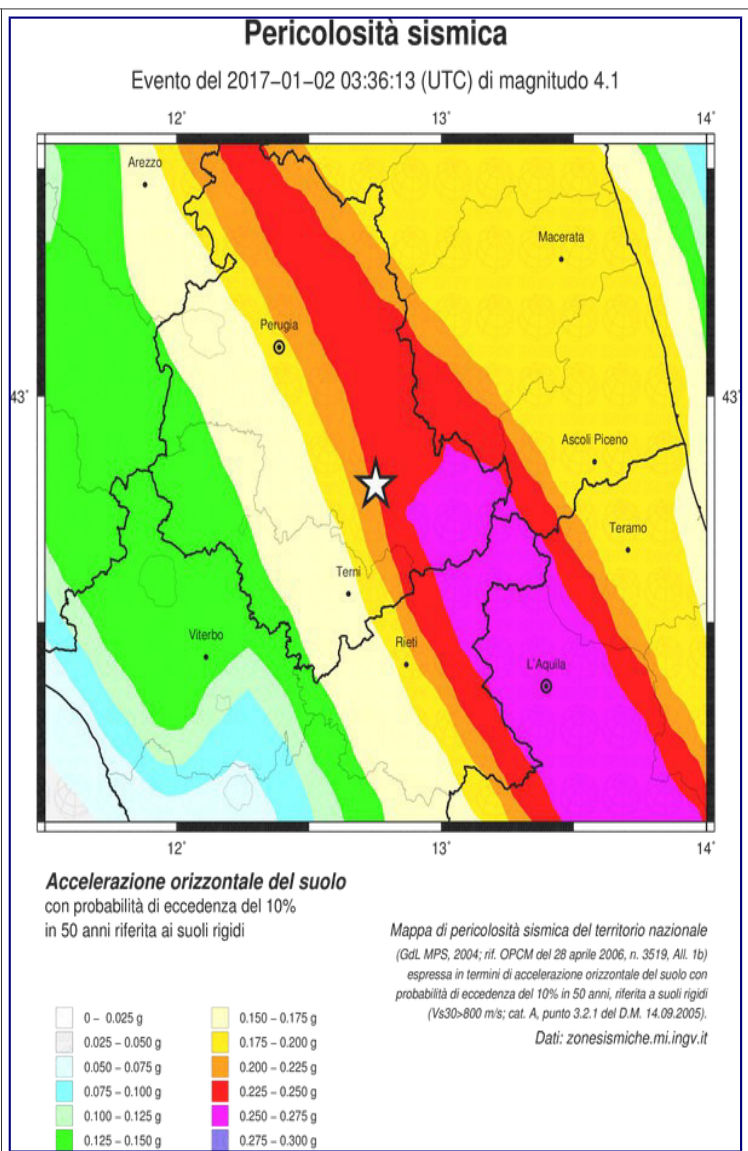 Pericolosità sismica
Evento del 2017–01–02 03:36:13 (UTC) di magnitudo 4.1
12˚ 13˚ 14˚
Arezzo
Macerata
Perugia
43˚ 43˚
Ascoli Piceno
Teramo
Terni
Viterbo
Rieti
L'Aquila
12˚ 13˚ 14˚
Accelerazione orizzontale del suolo
con probabilità di eccedenza del 10%
in 50 anni riferita ai suoli rigidi
Mappa di pericolosità sismica del territorio nazionale
(GdL MPS, 2004; rif. OPCM del 28 aprile 2006, n. 3519, All. 1b)
espressa in termini di accelerazione orizzontale del suolo con
probabilità di eccedenza del 10% in 50 anni, riferita a suoli rigidi
(Vs30>800 m/s; cat. A, punto 3.2.1 del D.M. 14.09.2005).
Dati: zonesismiche.mi.ingv.it
0 – 0.025 g
0.025 – 0.050 g
0.050 – 0.075 g
0.075 – 0.100 g
0.100 – 0.125 g
0.125 – 0.150 g
0.150 – 0.175 g
0.175 – 0.200 g
0.200 – 0.225 g
0.225 – 0.250 g
0.250 – 0.275 g
0.275 – 0.300 g